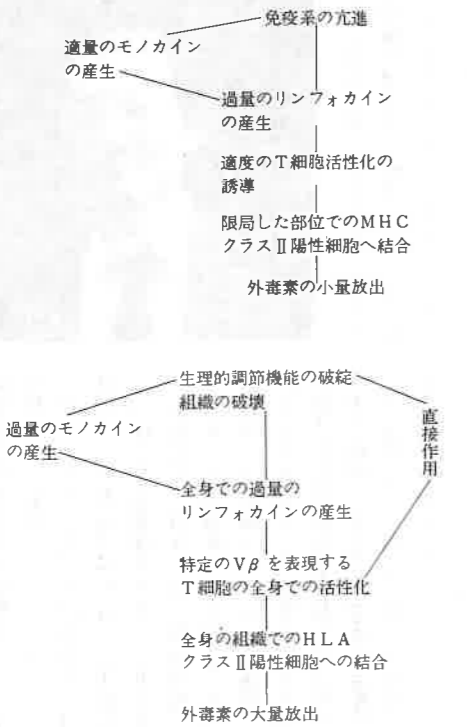 免疫系の亢進
適量のモノカイン
の産生
過量のリンフォカイン
の産生
適度のT細胞活性化の
誘導
限局した部位でのMHC
クラスⅡ陽性細胞へ結合
外毒素の小量放出
生理的調節機能の破綻
組織の破壊
過量のモノカイン
の産生
直接作用
全身での過量の
リンフォカインの産生
特定のVβを表現する
T細胞の全身での活性化
全身の組織でのHLA
クラスⅡ陽性細胞への結合
外毒素の大量放出